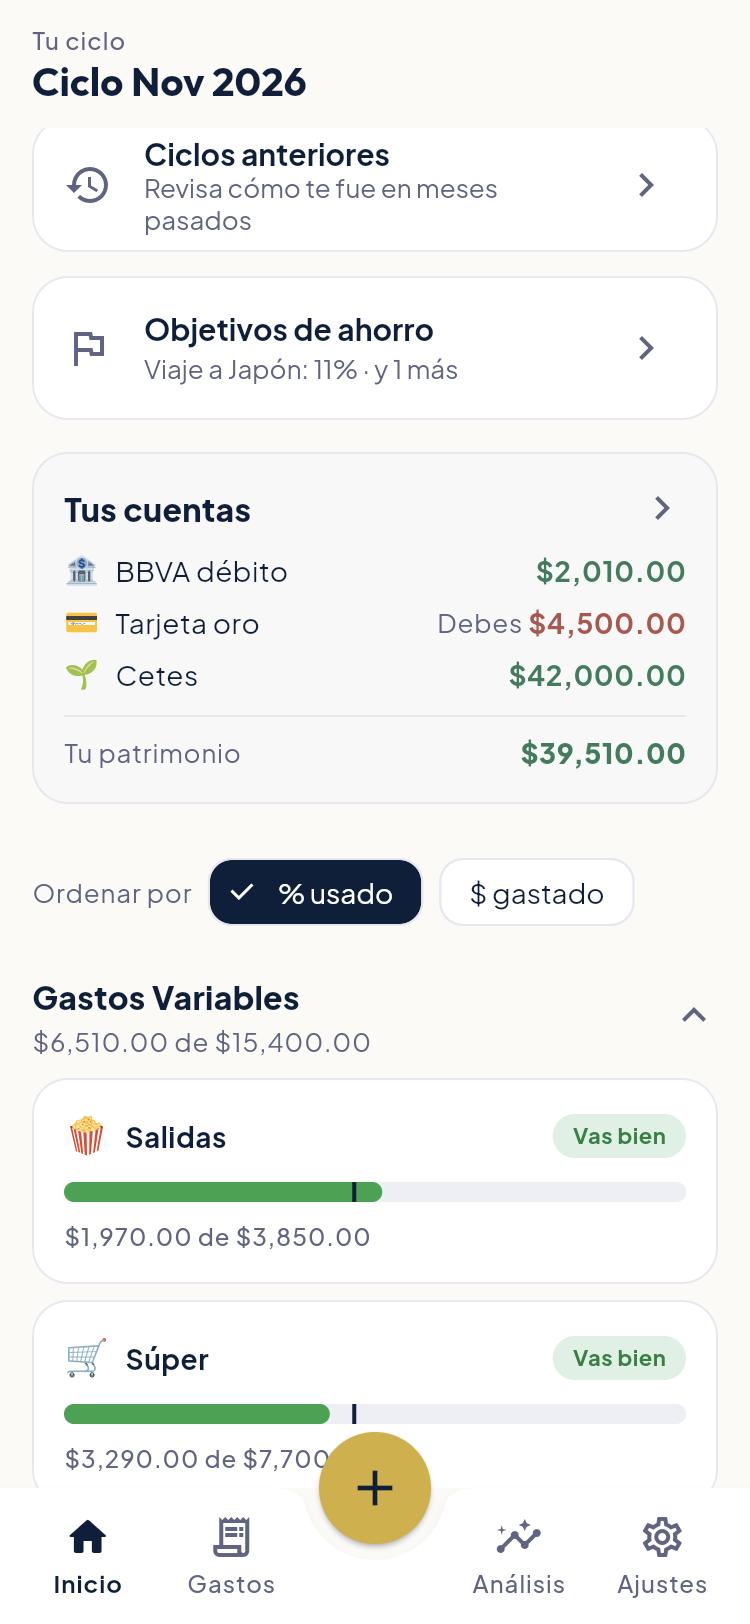 Tu ciclo
Ciclo Nov 2026
Ciclos anteriores
Revisa cómo te fue en meses
pasados
Objetivos de ahorro
Viaje a Japón: 11% · y 1 más
Tus cuentas
BBVA débito $2,010.00
Tarjeta oro Debes $4,500.00
Cetes $42,000.00
Tu patrimonio $39,510.00
Ordenar por % usado $ gastado
Gastos Variables
$6,510.00 de $15,400.00
Salidas Vas bien
$1,970.00 de $3,850.00
Súper Vas bien
$3,290.00 de $7,700
Inicio Gastos Análisis Ajustes